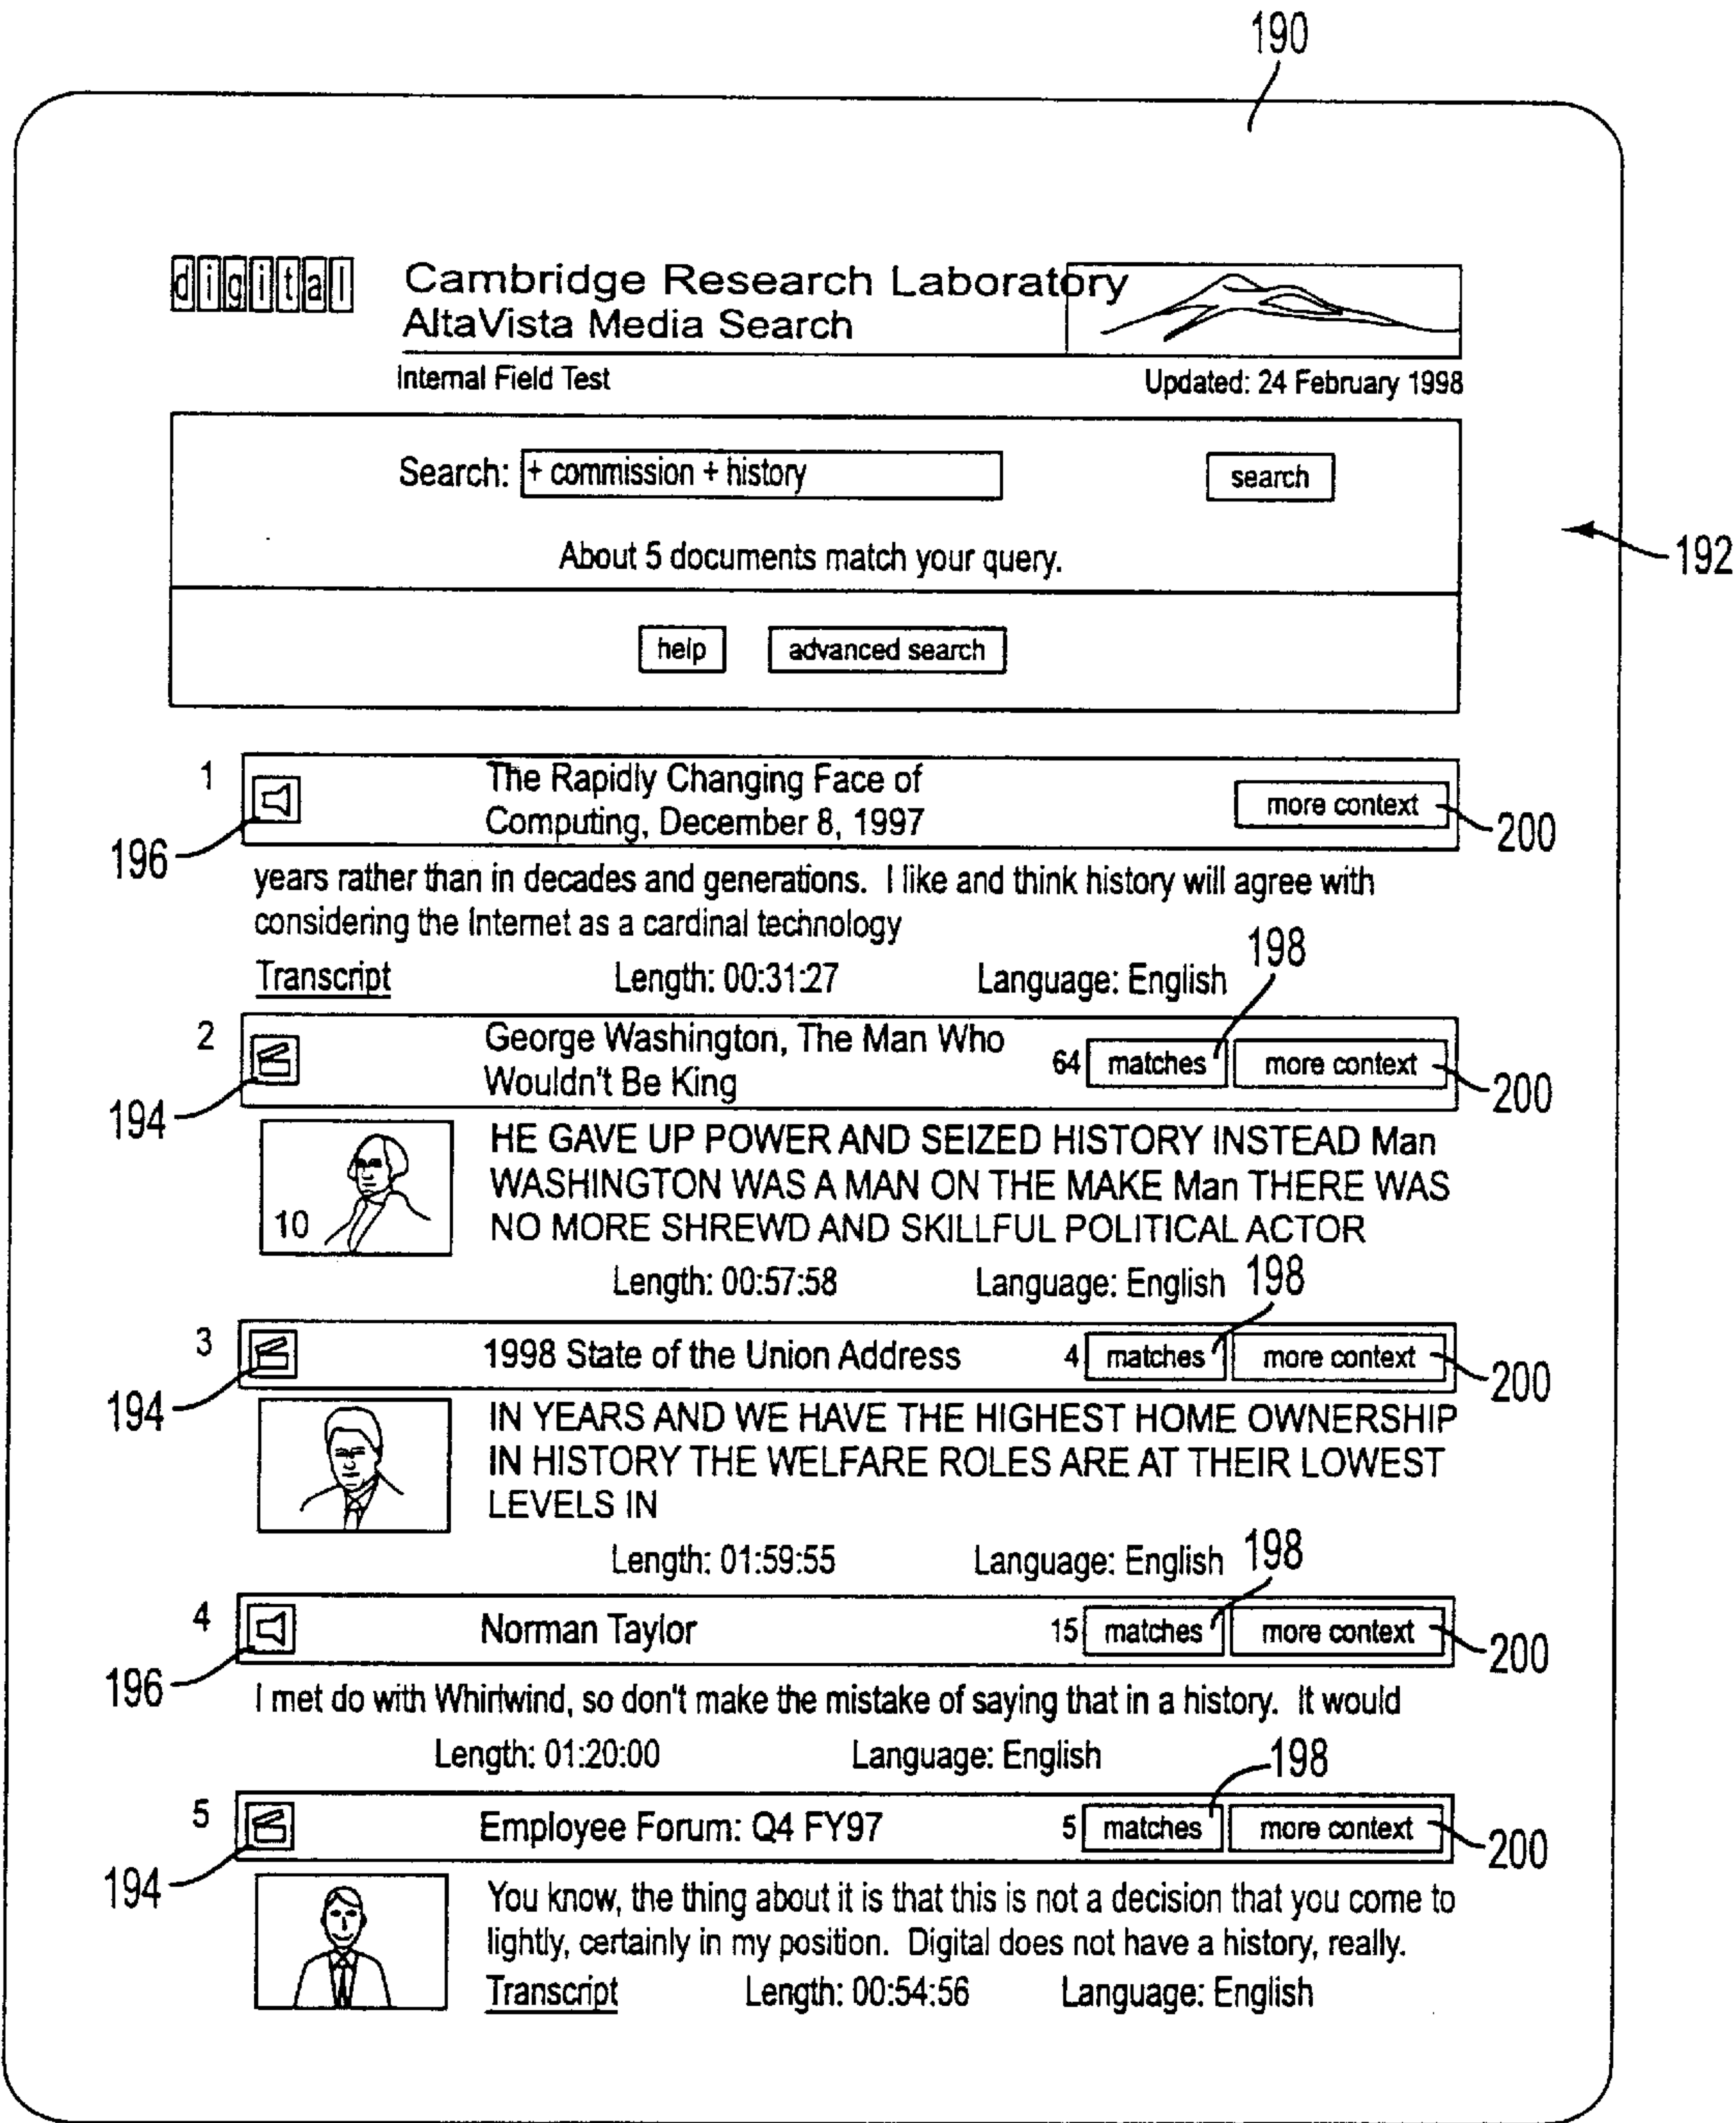 190
digital
Cambridge Research Laboratory
AltaVista Media Search
Internal Field Test
Updated: 24 February 1998
Search: + commission + history
search
192
About 5 documents match your query.
help
advanced search
1
The Rapidly Changing Face of
Computing, December 8, 1997
more context
200
196
years rather than in decades and generations. I like and think history will agree with
considering the Internet as a cardinal technology
198
Transcript
Length: 00:31:27
Language: English
2
George Washington, The Man Who
Wouldn't Be King
64 matches
more context
200
194
10
HE GAVE UP POWER AND SEIZED HISTORY INSTEAD Man
WASHINGTON WAS A MAN ON THE MAKE Man THERE WAS
NO MORE SHREWD AND SKILLFUL POLITICAL ACTOR
Length: 00:57:58
Language: English
198
3
1998 State of the Union Address
4 matches
more context
200
194
IN YEARS AND WE HAVE THE HIGHEST HOME OWNERSHIP
IN HISTORY THE WELFARE ROLES ARE AT THEIR LOWEST
LEVELS IN
Length: 01:59:55
Language: English
198
4
Norman Taylor
15 matches
more context
200
196
I met do with Whirlwind, so don't make the mistake of saying that in a history. It would
Length: 01:20:00
Language: English
198
5
Employee Forum: Q4 FY97
5 matches
more context
200
194
You know, the thing about it is that this is not a decision that you come to
lightly, certainly in my position. Digital does not have a history, really.
Transcript
Length: 00:54:56
Language: English